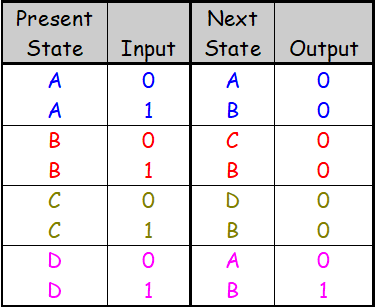 Present State Input Next State Output
A 0 A 0
A 1 B 0
B 0 C 0
B 1 B 0
C 0 D 0
C 1 B 0
D 0 A 0
D 1 B 1